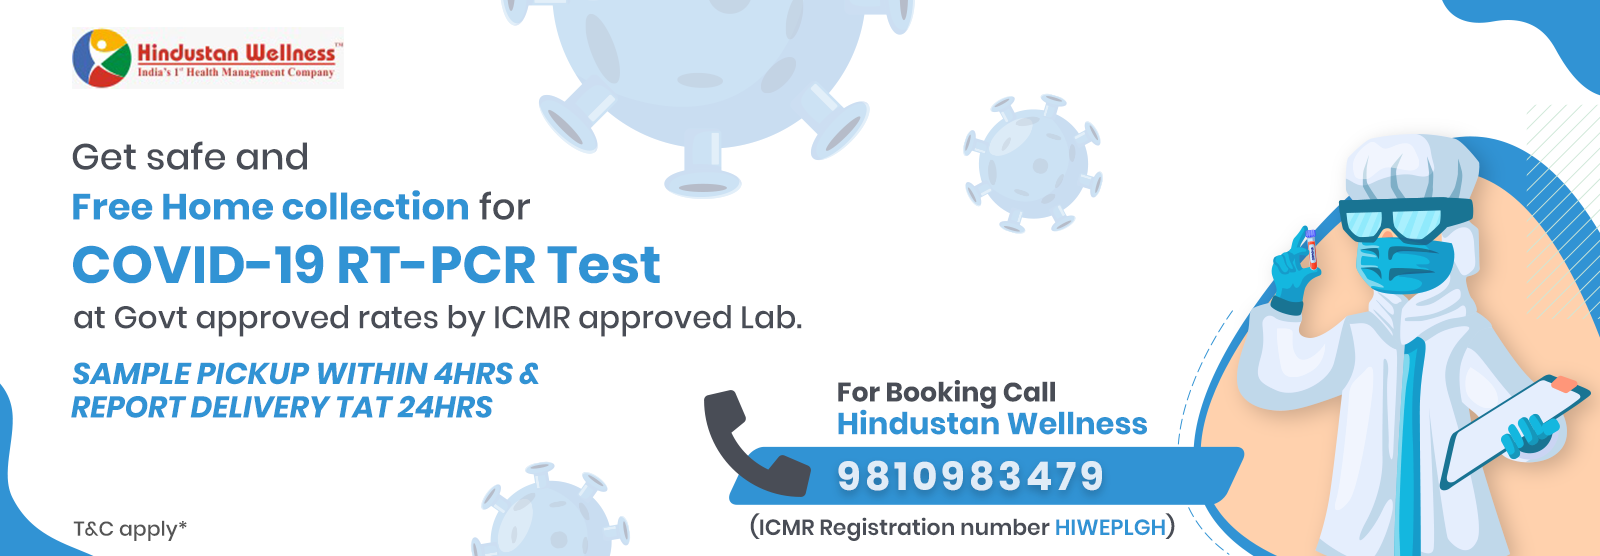 Hindustan Wellness™
India's 1st Health Management Company
Get safe and
Free Home collection for
COVID-19 RT-PCR Test
at Govt approved rates by ICMR approved Lab.
SAMPLE PICKUP WITHIN 4HRS &
REPORT DELIVERY TAT 24HRS
For Booking Call
Hindustan Wellness
9810983479
(ICMR Registration number HIWEPLGH)
T&C apply*